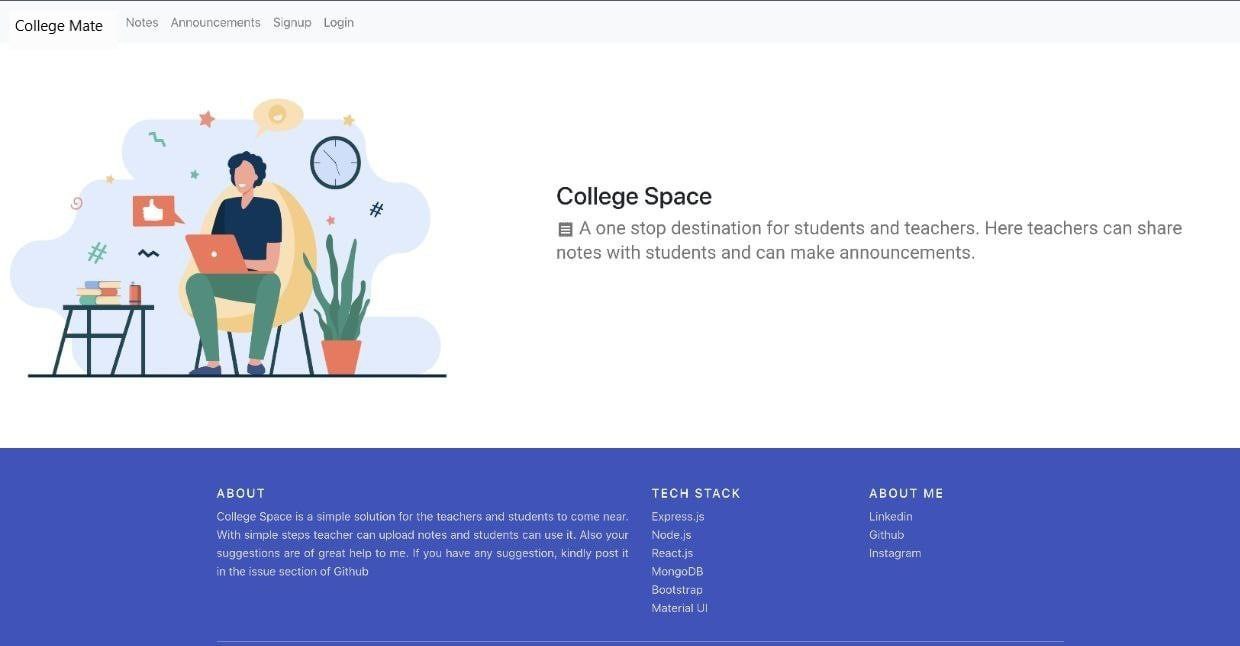 College Mate Notes Announcements Signup Login
College Space
A one stop destination for students and teachers. Here teachers can share
notes with students and can make announcements.
ABOUT
College Space is a simple solution for the teachers and students to come near.
With simple steps teacher can upload notes and students can use it. Also your
suggestions are of great help to me. If you have any suggestion, kindly post it
in the issue section of Github
TECH STACK
Express.js
Node.js
React.js
MongoDB
Bootstrap
Material UI
ABOUT ME
Linkedin
Github
Instagram